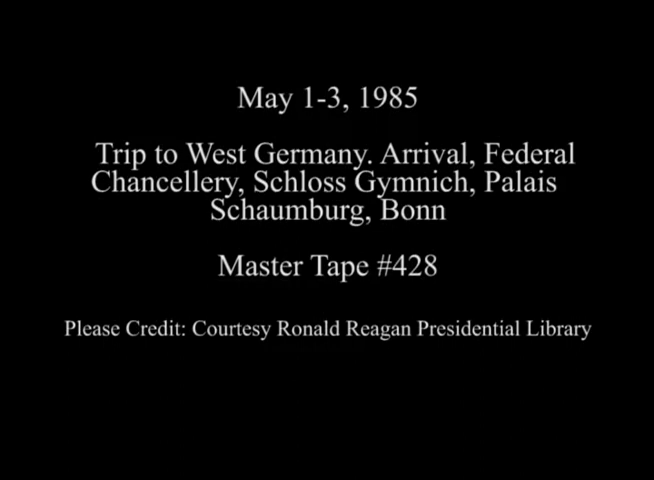 May 1-3, 1985
Trip to West Germany. Arrival, Federal
Chancellery, Schloss Gymnich, Palais
Schaumburg, Bonn
Master Tape #428
Please Credit: Courtesy Ronald Reagan Presidential Library